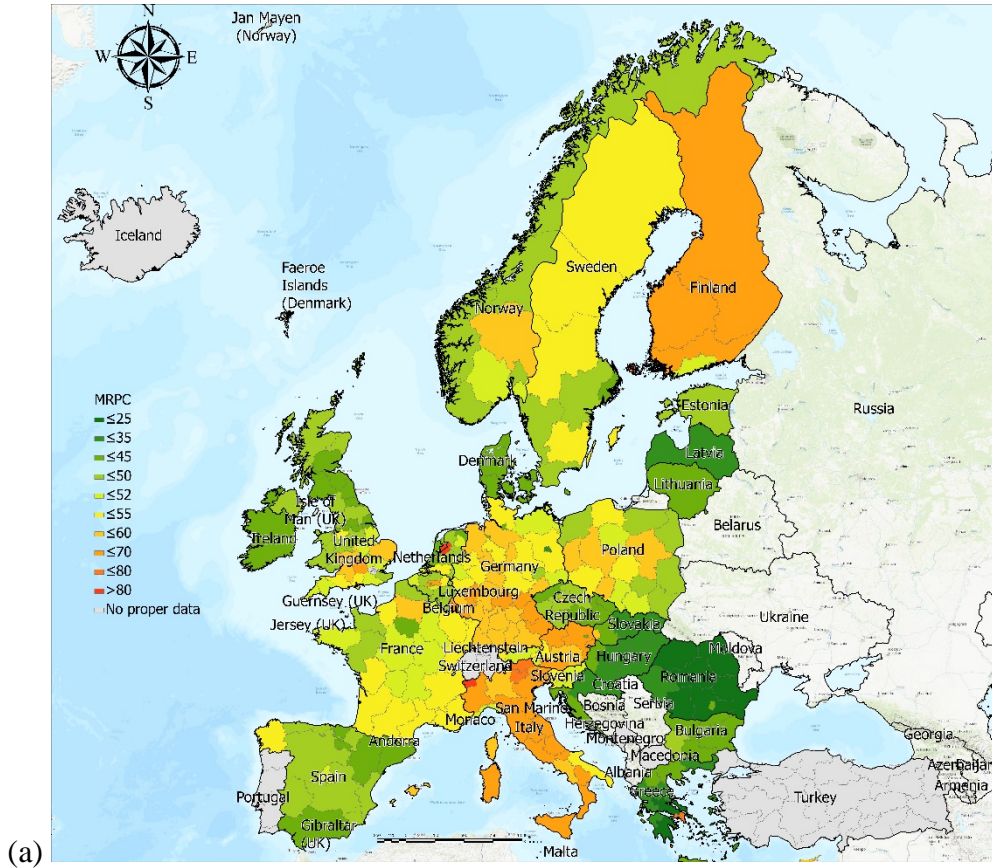 Jan Mayen
(Norway)
N
W
E
S
Iceland
Faeroe
Islands
(Denmark)
Sweden
Finland
Norway
MRPC
≤25
≤35
≤45
≤50
≤52
≤55
≤60
≤70
≤80
>80
No proper data
Estonia
Russia
Latvia
Denmark
Lithuania
Isle of
Man (UK)
Belarus
Ireland
United
Kingdom
Netherlands
Poland
Germany
Guernsey (UK)
Luxembourg
Belgium
Czech
Republic
Ukraine
Jersey (UK)
Slovakia
France
Liechtenstein
Switzerland
Austria
Hungary
Moldova
Slovenia
Romania
Croatia
San Marino
Bosnia
Serbia
Monaco
Italy
Herzegovina
Montenegro
Bulgaria
Andorra
Macedonia
Georgia
Spain
Albania
Armenia
Portugal
Greece
Turkey
Gibraltar
(UK)
Malta
(a)